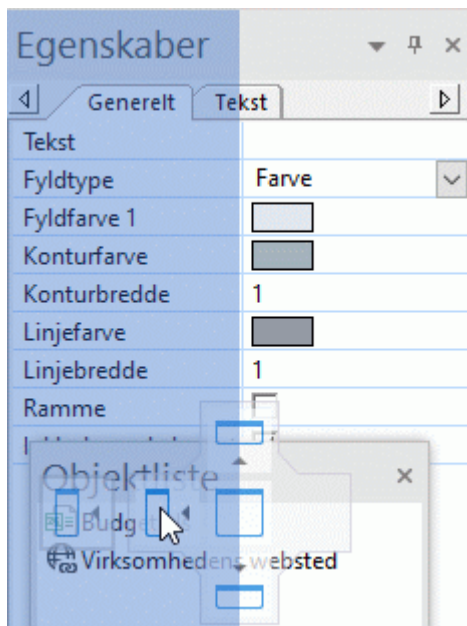 Egenskaber
Generelt Tekst
Tekst
Fyldtype Farve
Fyldfarve 1
Konturfarve
Konturbredde 1
Linjefarve
Linjebredde 1
Ramme
Objektliste
Virksomhedens websted